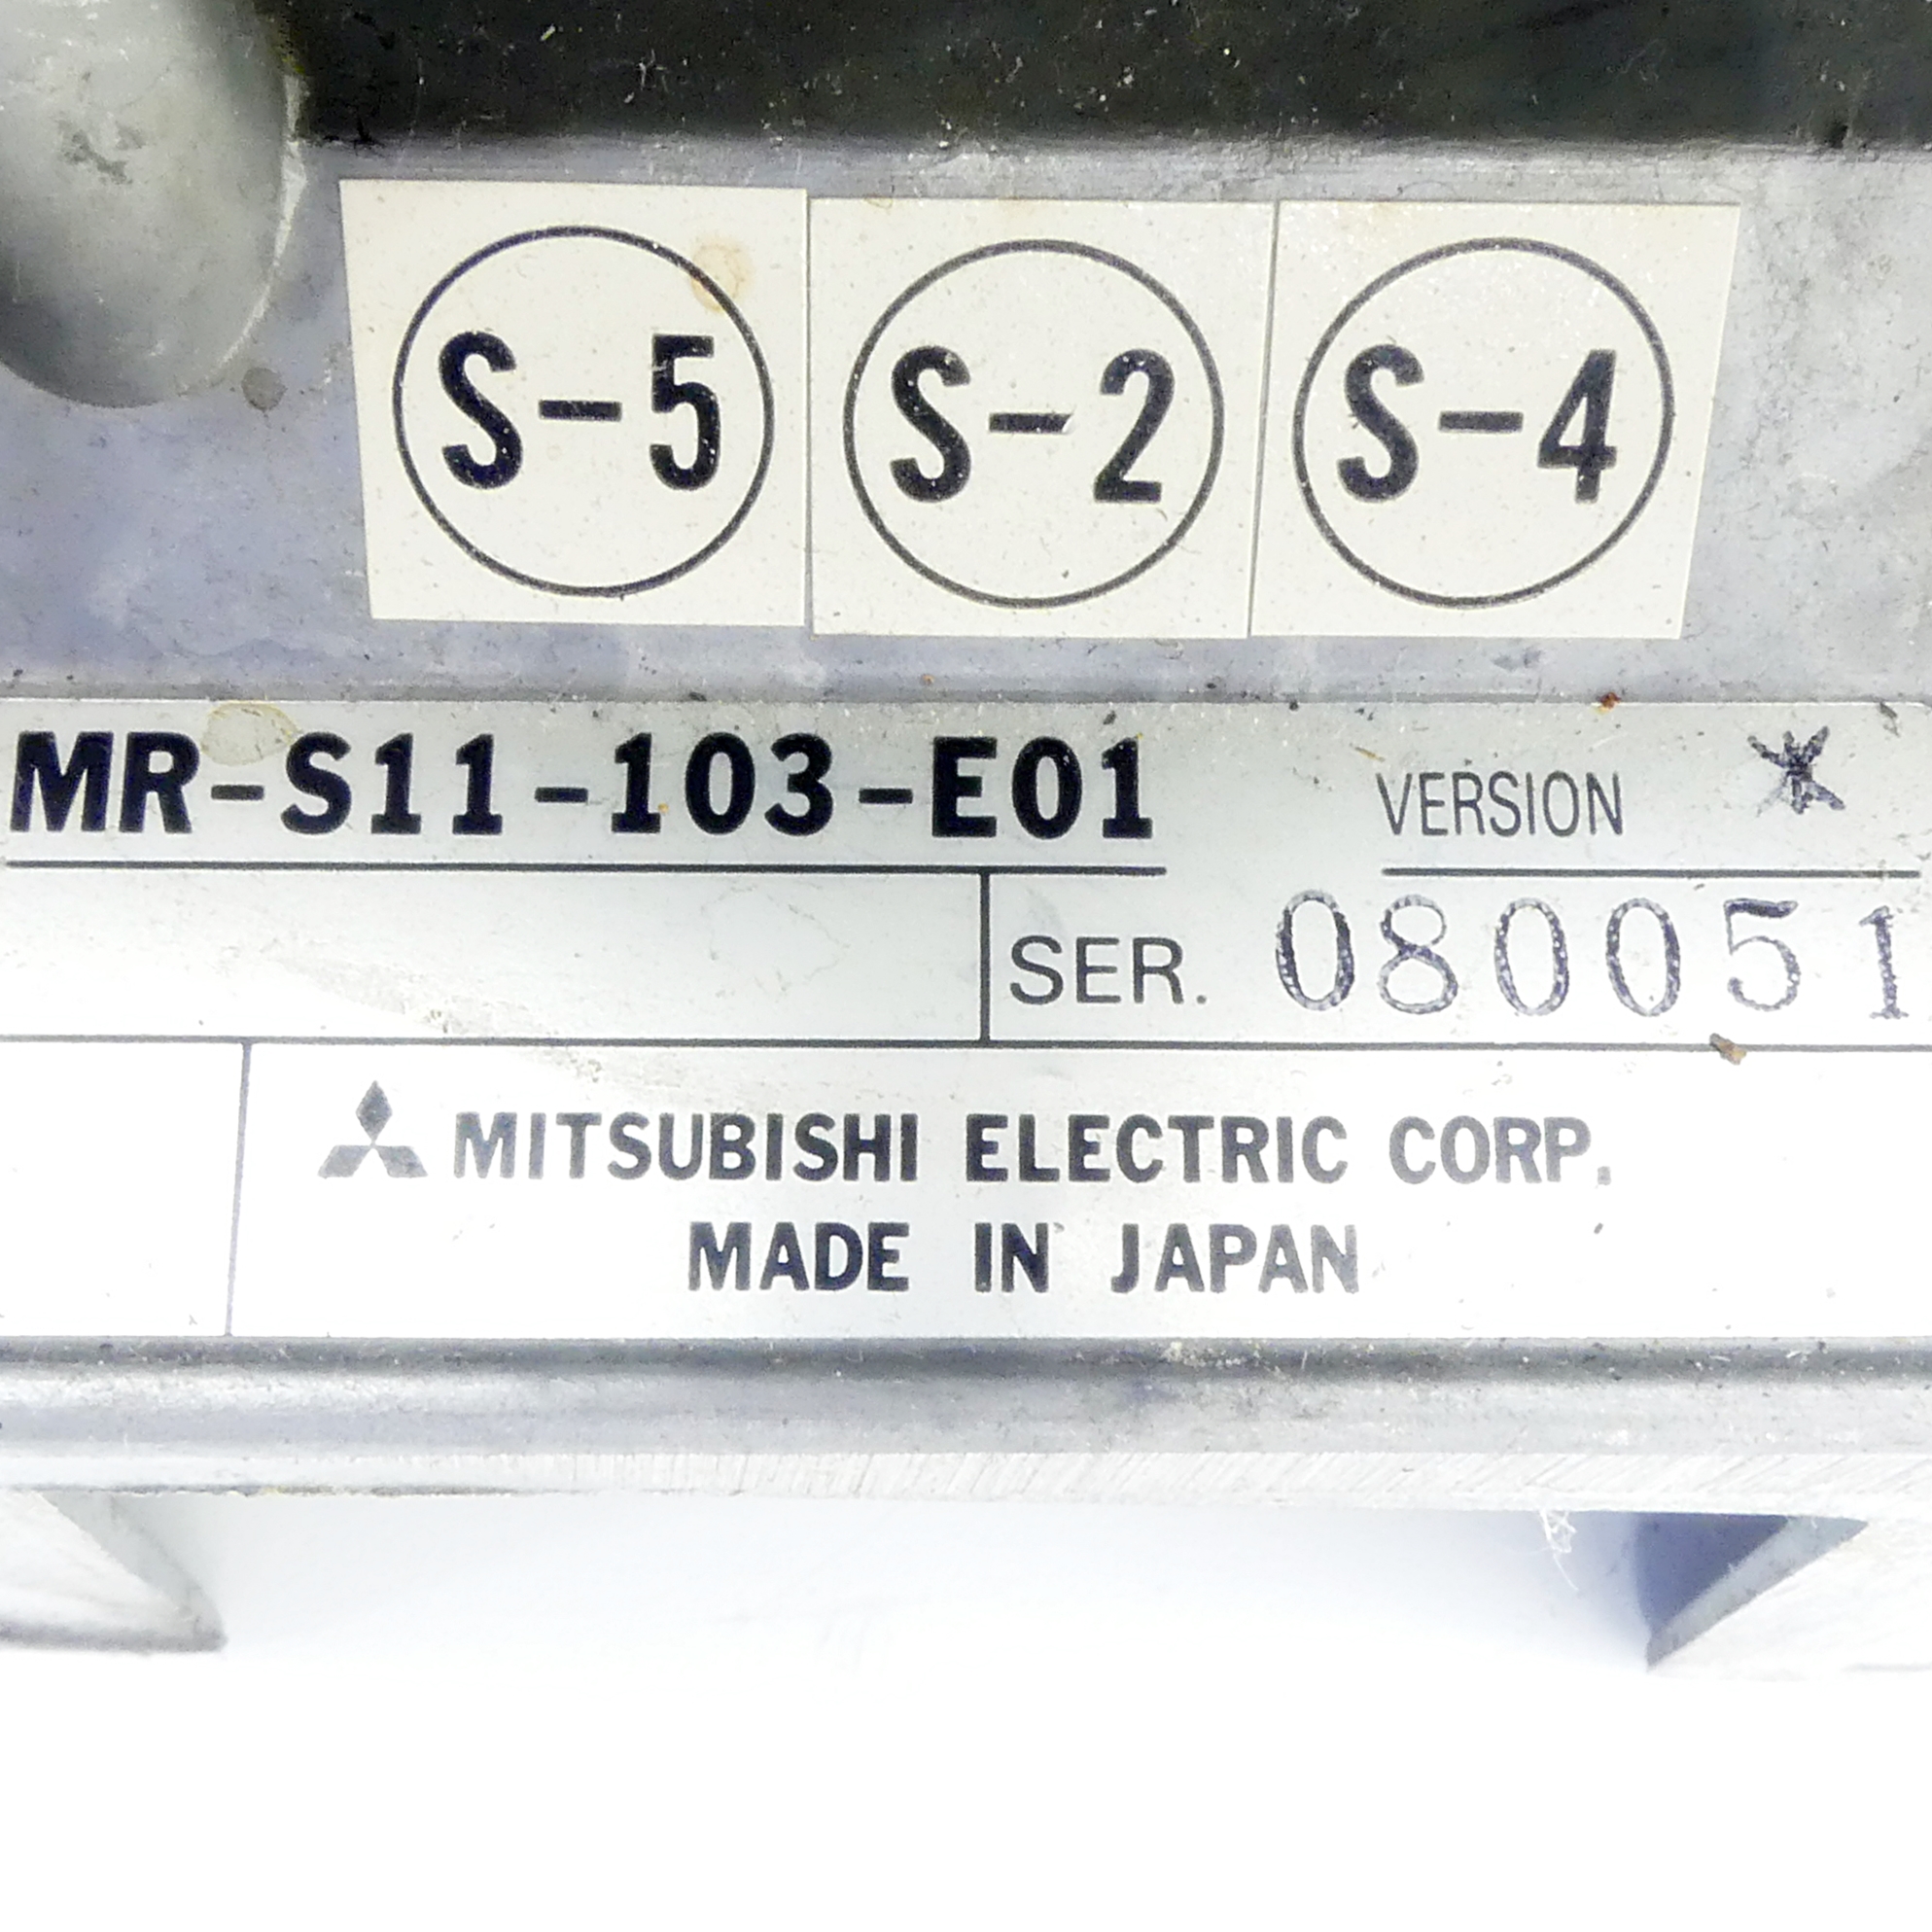 S-5 S-2 S-4
MR-S11-103-E01 VERSION *
SER. 080051
MITSUBISHI ELECTRIC CORP.
MADE IN JAPAN